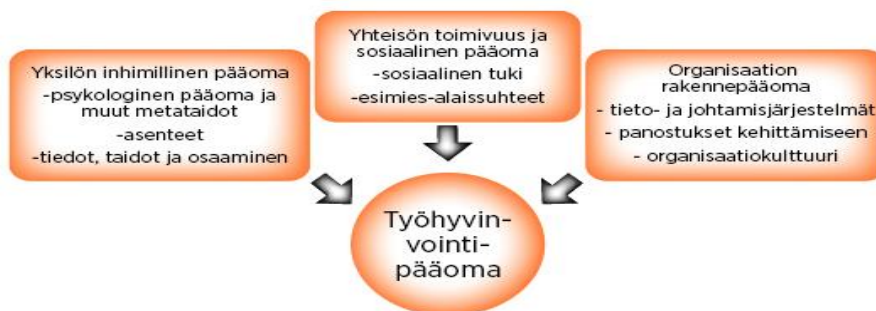 Yksilön inhimillinen pääoma
-psykologinen pääoma ja
muut metataidot
-asenteet
-tiedot, taidot ja osaaminen
Yhteisön toimivuus ja
sosiaalinen pääoma
-sosiaalinen tuki
-esimies-alaissuhteet
Organisaation
rakennepääoma
- tieto- ja johtamisjärjestelmät
- panostukset kehittämiseen
- organisaatiokulttuuri
Työhyvin-
vointi-
pääoma